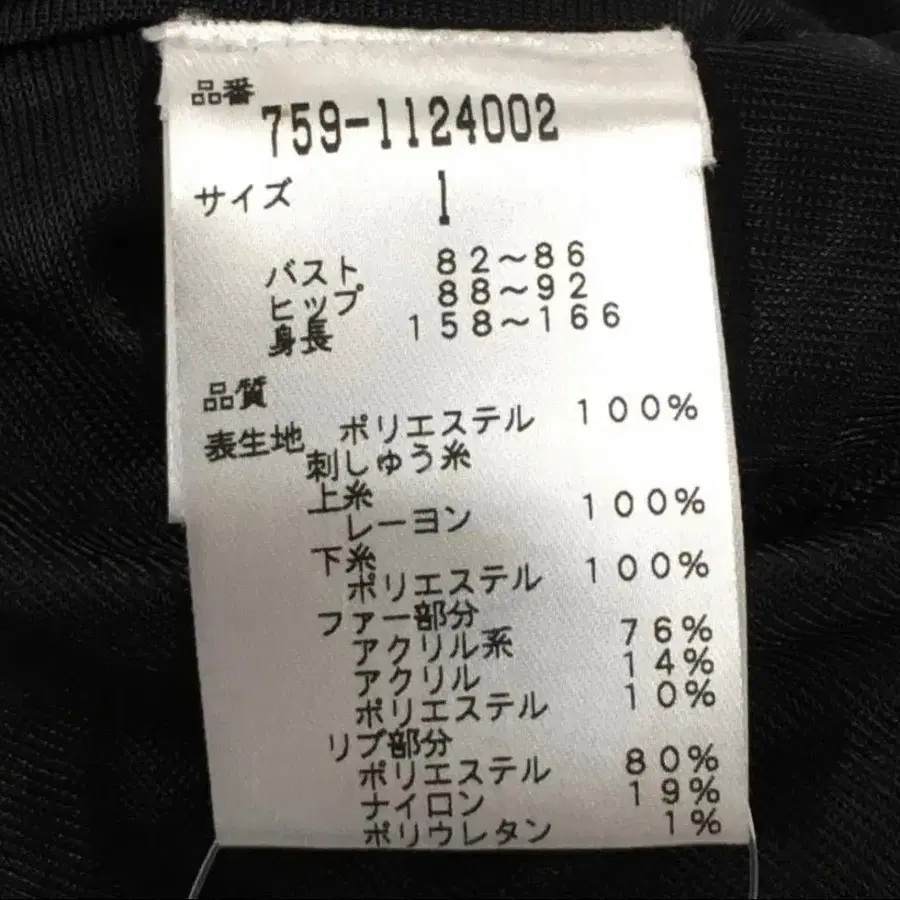 品番
759-1124002
サイズ 1
バスト 82~86
ヒップ 88~92
身長 158~166
品質
表生地 ポリエステル 100%
刺しゅう糸
上糸
レーヨン 100%
下糸
ポリエステル 100%
ファー部分
アクリル系 76%
アクリル 14%
ポリエステル 10%
リブ部分
ポリエステル 80%
ナイロン 19%
ポリウレタン 1%